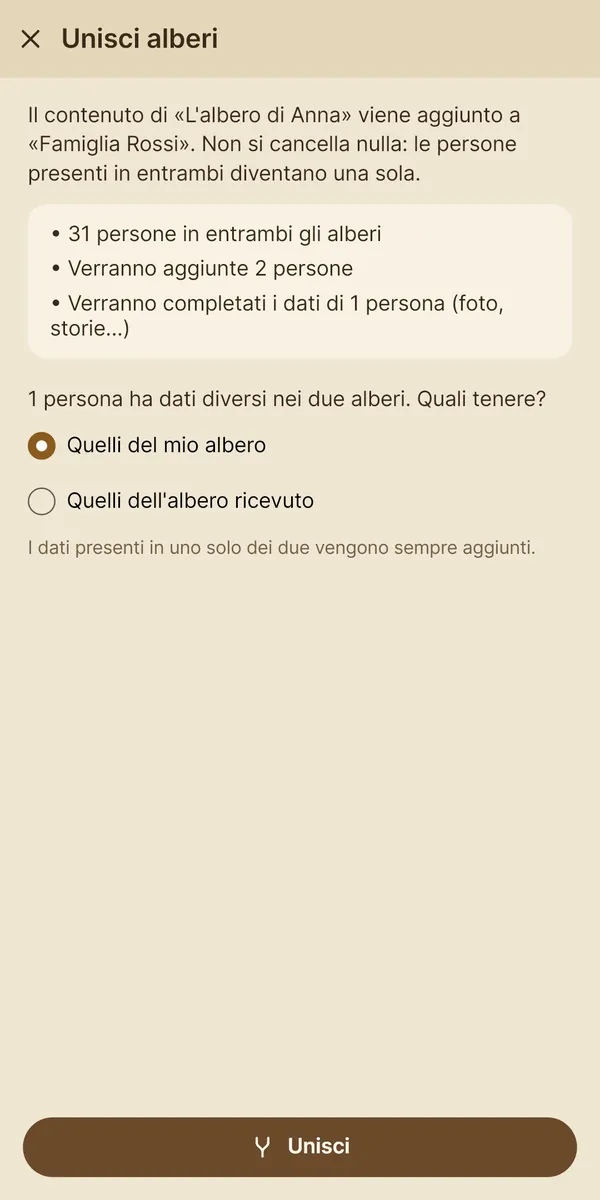 Unisci alberi
Il contenuto di «L'albero di Anna» viene aggiunto a
«Famiglia Rossi». Non si cancella nulla: le persone
presenti in entrambi diventano una sola.
• 31 persone in entrambi gli alberi
• Verranno aggiunte 2 persone
• Verranno completati i dati di 1 persona (foto,
storie...)
1 persona ha dati diversi nei due alberi. Quali tenere?
Quelli del mio albero
Quelli dell'albero ricevuto
I dati presenti in uno solo dei due vengono sempre aggiunti.
Unisci